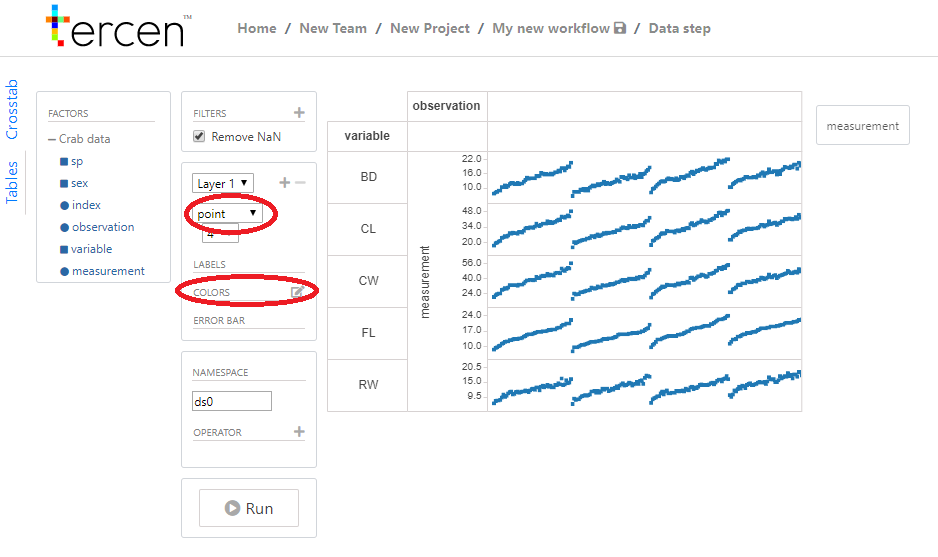 tercen™
Home / New Team / New Project / My new workflow / Data step
Crosstab
Tables
FACTORS
Crab data
sp
sex
index
observation
variable
measurement
FILTERS +
Remove NaN
Layer 1 + −
point
4
LABELS
COLORS
ERROR BAR
NAMESPACE
ds0
OPERATOR +
Run
observation
variable
measurement
BD
22.0
16.0
10.0
CL
48.0
34.0
20.0
CW
56.0
40.0
24.0
FL
24.0
17.0
10.0
RW
20.5
15.0
9.5
measurement